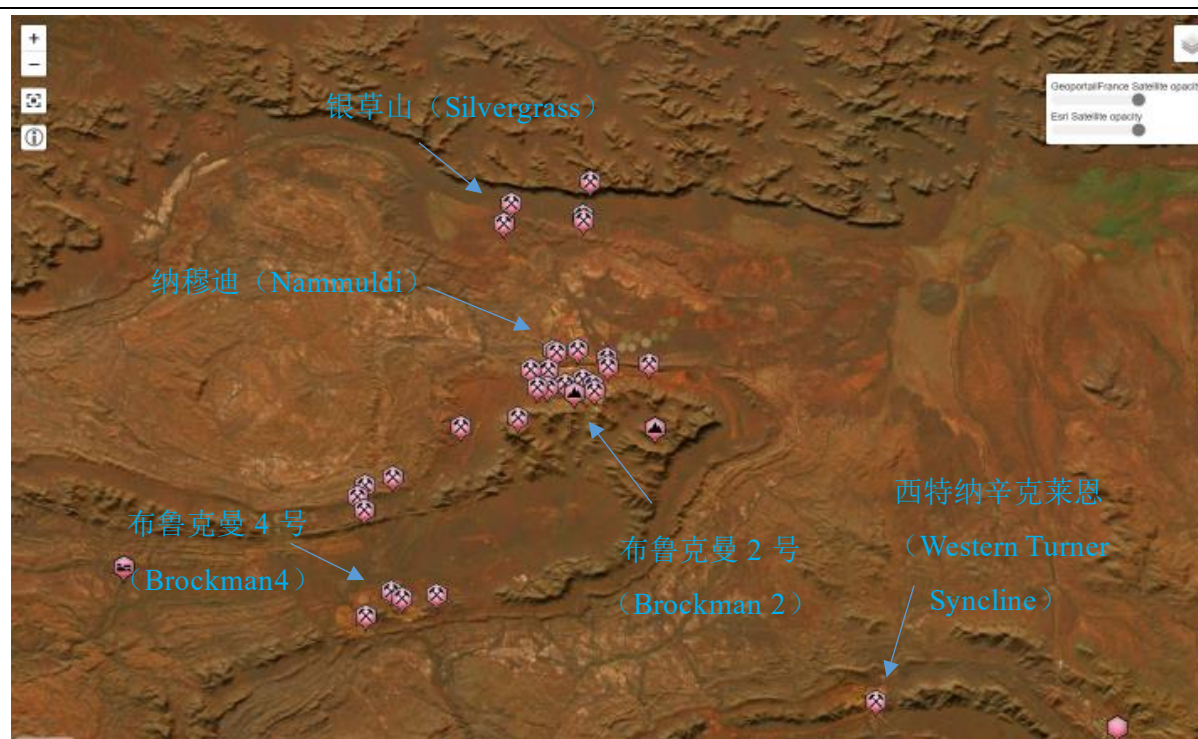 +
−
Geoportail/France Satellite opacity
Esri Satellite opacity
银草山（Silvergrass）
纳穆迪（Nammuldi）
布鲁克曼 4 号
（Brockman4）
布鲁克曼 2 号
（Brockman 2）
西特纳辛克莱恩
（Western Turner
Syncline）